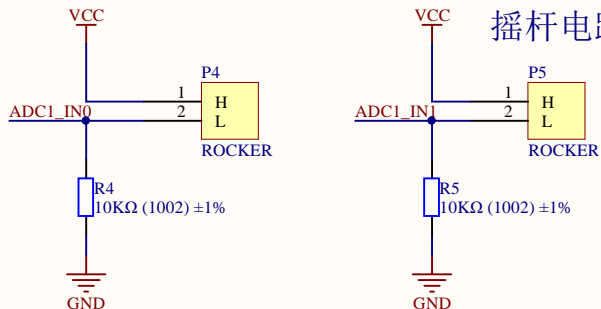 摇杆电路
VCC
VCC
P4
P5
1
H
1
H
ADC1_IN0
2
L
ADC1_IN1
2
L
ROCKER
ROCKER
R4
10KΩ (1002) ±1%
R5
10KΩ (1002) ±1%
GND
GND